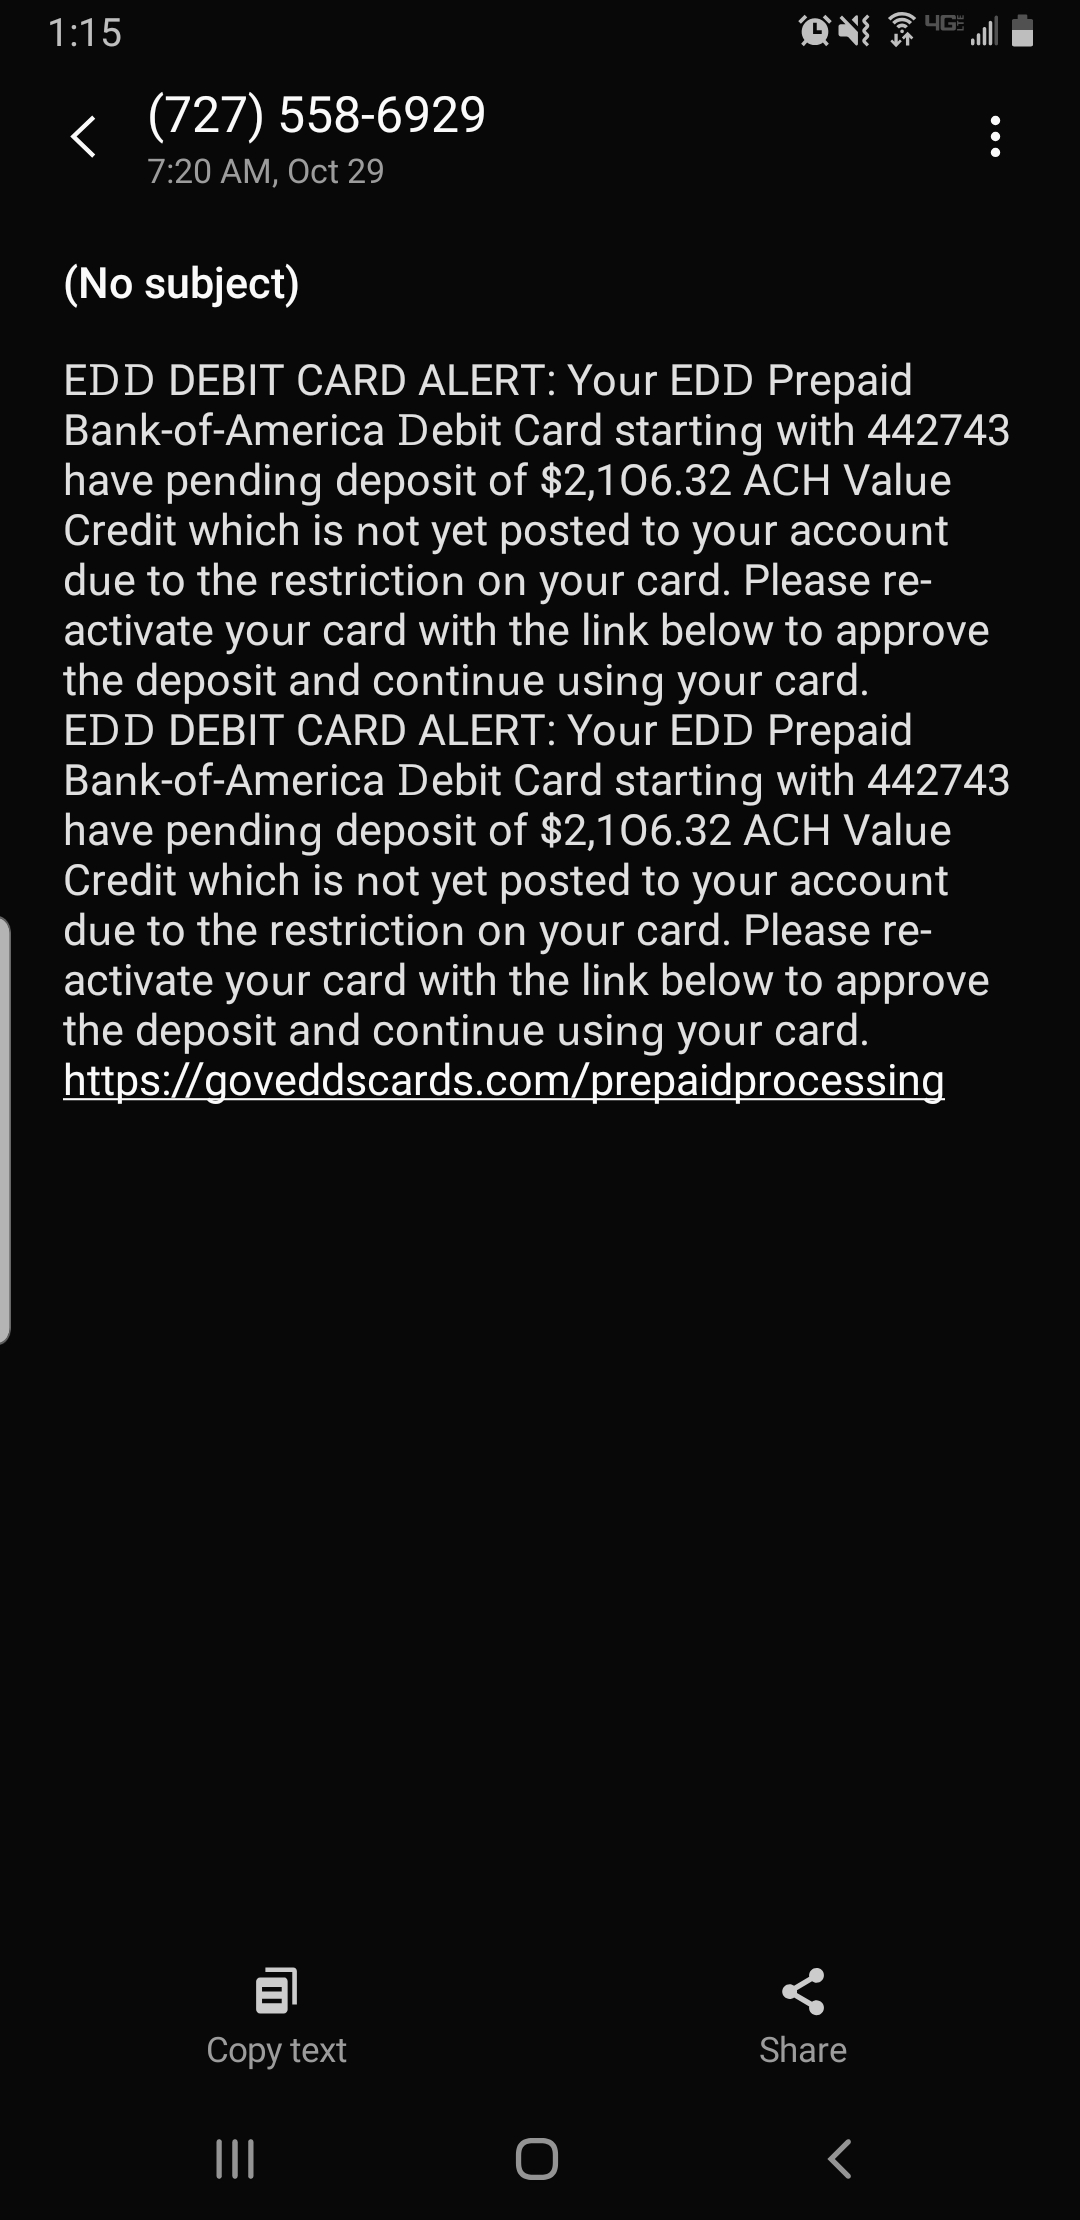 1:15
4G LTE
(727) 558-6929
7:20 AM, Oct 29
(No subject)
EDD DEBIT CARD ALERT: Your EDD Prepaid
Bank-of-America Debit Card starting with 442743
have pending deposit of $2,1O6.32 ACH Value
Credit which is not yet posted to your account
due to the restriction on your card. Please re-
activate your card with the link below to approve
the deposit and continue using your card.
EDD DEBIT CARD ALERT: Your EDD Prepaid
Bank-of-America Debit Card starting with 442743
have pending deposit of $2,1O6.32 ACH Value
Credit which is not yet posted to your account
due to the restriction on your card. Please re-
activate your card with the link below to approve
the deposit and continue using your card.
https://goveddscards.com/prepaidprocessing
Copy text
Share